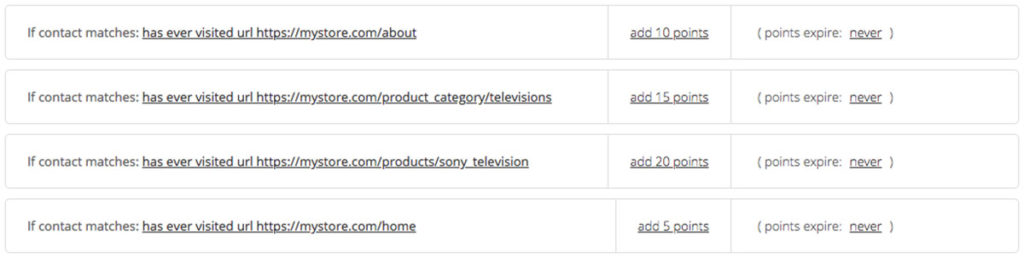 If contact matches: has ever visited url https://mystore.com/about add 10 points ( points expire: never )
If contact matches: has ever visited url https://mystore.com/product_category/televisions add 15 points ( points expire: never )
If contact matches: has ever visited url https://mystore.com/products/sony_television add 20 points ( points expire: never )
If contact matches: has ever visited url https://mystore.com/home add 5 points ( points expire: never )